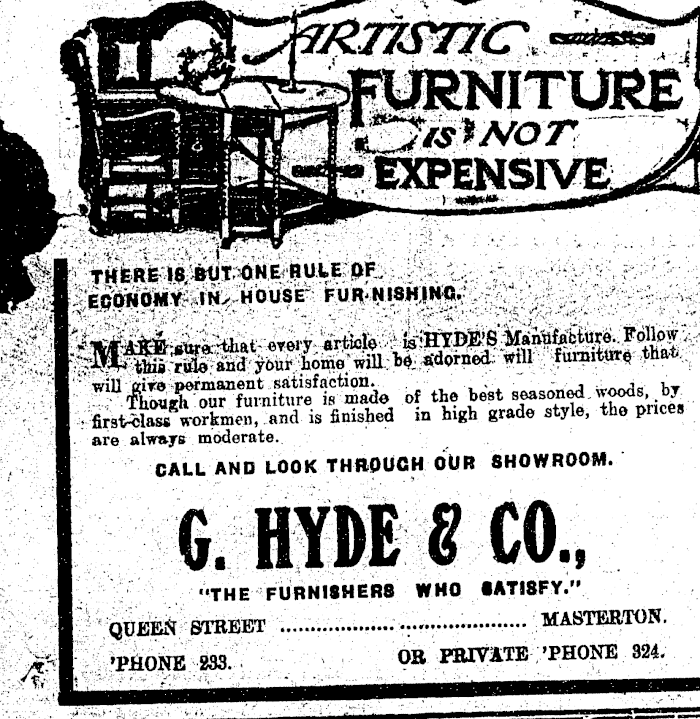 ARTISTIC
FURNITURE
IS NOT
EXPENSIVE
THERE IS BUT ONE RULE OF
ECONOMY IN HOUSE FURNISHING.
MAKE sure that every article is HYDE'S Manufacture. Follow
this rule and your home will be adorned will furniture that
will give permanent satisfaction.
Though our furniture is made of the best seasoned woods, by
first-class workmen, and is finished in high grade style, the prices
are always moderate.
CALL AND LOOK THROUGH OUR SHOWROOM.
G. HYDE & CO.,
"THE FURNISHERS WHO SATISFY."
QUEEN STREET ........................................ MASTERTON.
'PHONE 233. OR PRIVATE 'PHONE 324.